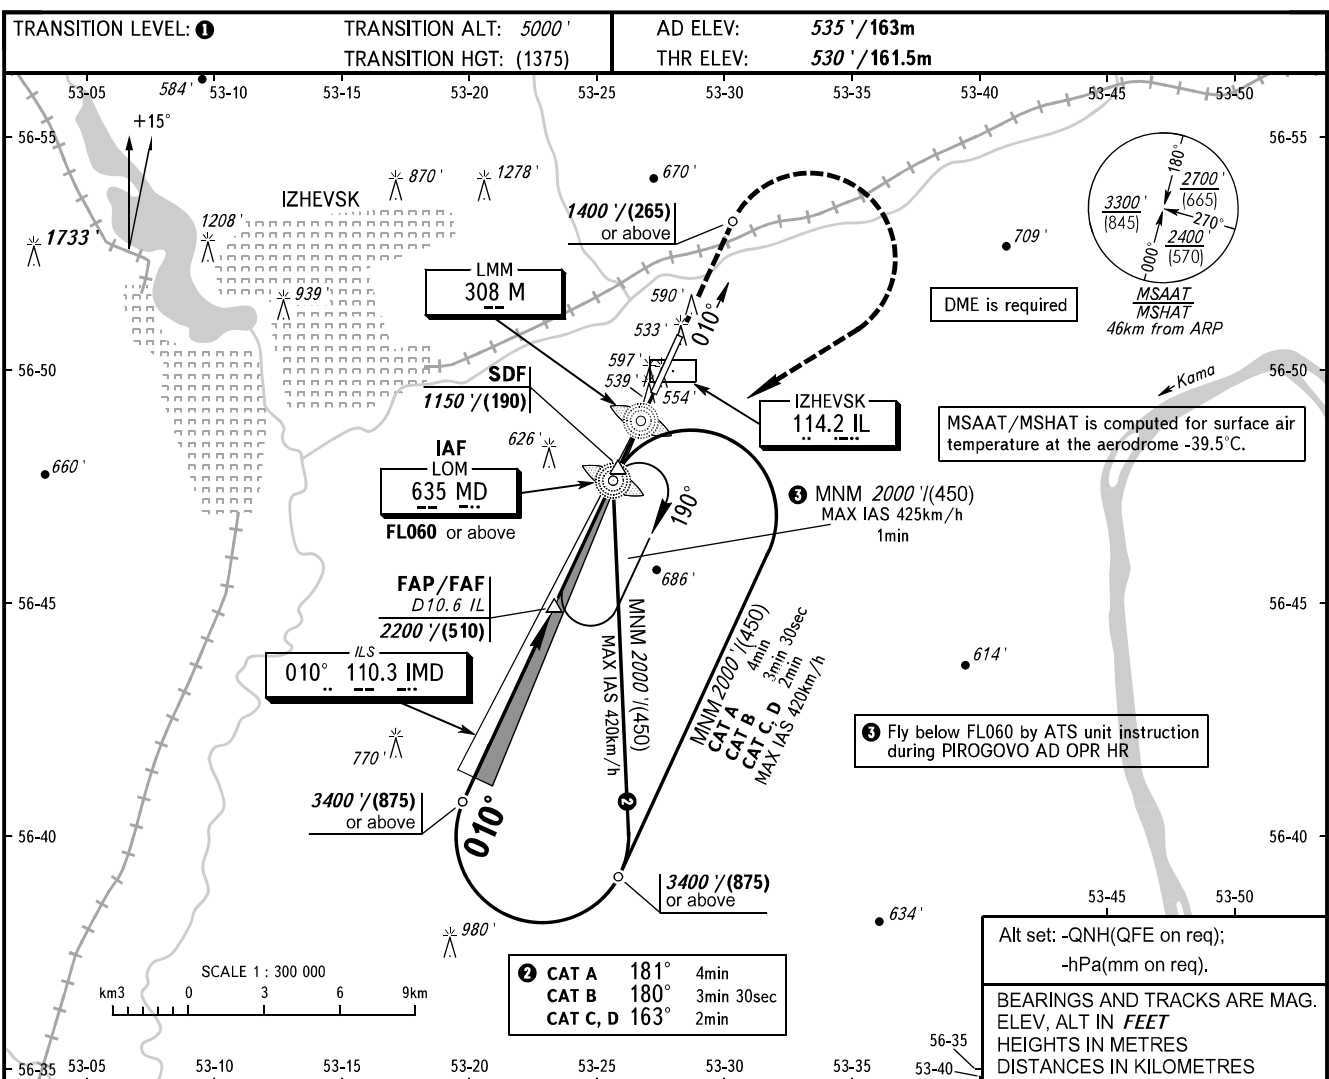 TRANSITION LEVEL: ❶
TRANSITION ALT: 5000 '
TRANSITION HGT: (1375)
AD ELEV: 535 '/163m
THR ELEV: 530 '/161.5m
53-05 53-10 53-15 53-20 53-25 53-30 53-35 53-40 53-45 53-50
584'
56-55
56-55
+15°
IZHEVSK
870 '
1278 '
670 '
1208 '
1733 '
939 '
709 '
1400 '/(265)
or above
180°
2700 '
(665)
3300 '
(845)
270°
2400 '
(570)
000°
MSAAT
MSHAT
46km from ARP
LMM
308 M
590 '
533 '
010°
DME is required
56-50
56-50
SDF
1150 '/(190)
597 '
539 '
554 '
IZHEVSK
114.2 IL
Kama
MSAAT/MSHAT is computed for surface air
temperature at the aerodrome -39.5°C.
626 '
660 '
IAF
LOM
635 MD
FL060 or above
190°
❸ MNM 2000 '/(450)
MAX IAS 425km/h
1min
686 '
FAP/FAF
D10.6 IL
2200 '/(510)
56-45
56-45
ILS
010° 110.3 IMD
MNM 2000 '/(450)
MAX IAS 420km/h
MNM 2000 '/(450)
CAT A 4min
CAT B 3min 30sec
CAT C, D 2min
MAX IAS 420km/h
614 '
❸ Fly below FL060 by ATS unit instruction
during PIROGOVO AD OPR HR
770 '
3400 '/(875)
or above
010°
❷
56-40
56-40
3400 '/(875)
or above
53-45 53-50
634 '
980 '
SCALE 1 : 300 000
km3 0 3 6 9km
❷ CAT A 181° 4min
CAT B 180° 3min 30sec
CAT C, D 163° 2min
Alt set: -QNH(QFE on req);
-hPa(mm on req).
BEARINGS AND TRACKS ARE MAG.
ELEV, ALT IN FEET
HEIGHTS IN METRES
DISTANCES IN KILOMETRES
56-35
56-35
53-05 53-10 53-15 53-20 53-25 53-30 53-35 53-40